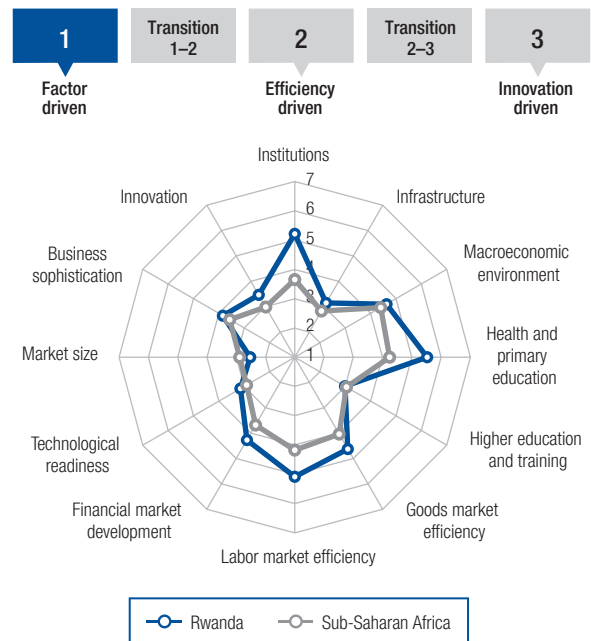 1
Transition
1–2
2
Transition
2–3
3
Factor
driven
Efficiency
driven
Innovation
driven
Institutions
7
Innovation
6
Infrastructure
5
Business
sophistication
4
Macroeconomic
environment
3
2
Market size
1
Health and
primary
education
Technological
readiness
Higher education
and training
Financial market
development
Goods market
efficiency
Labor market efficiency
Rwanda
Sub-Saharan Africa